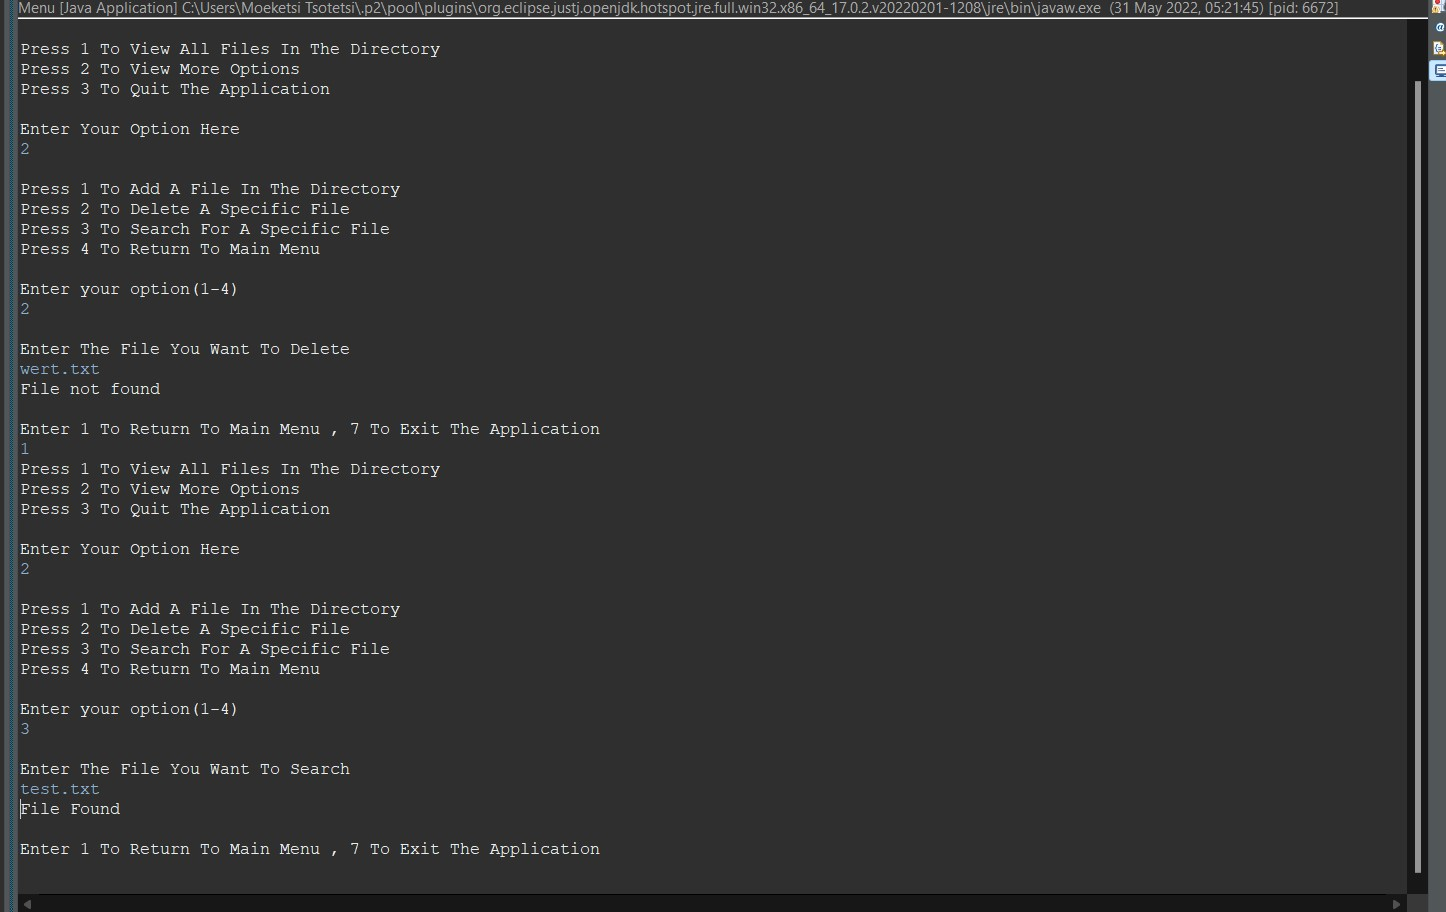 Menu [Java Application] C:\Users\Moeketsi Tsotetsi\.p2\pool\plugins\org.eclipse.justj.openjdk.hotspot.jre.full.win32.x86_64_17.0.2.v20220201-1208\jre\bin\javaw.exe (31 May 2022, 05:21:45) [pid: 6672]
Press 1 To View All Files In The Directory
Press 2 To View More Options
Press 3 To Quit The Application
Enter Your Option Here
2
Press 1 To Add A File In The Directory
Press 2 To Delete A Specific File
Press 3 To Search For A Specific File
Press 4 To Return To Main Menu
Enter your option(1-4)
2
Enter The File You Want To Delete
wert.txt
File not found
Enter 1 To Return To Main Menu , 7 To Exit The Application
1
Press 1 To View All Files In The Directory
Press 2 To View More Options
Press 3 To Quit The Application
Enter Your Option Here
2
Press 1 To Add A File In The Directory
Press 2 To Delete A Specific File
Press 3 To Search For A Specific File
Press 4 To Return To Main Menu
Enter your option(1-4)
3
Enter The File You Want To Search
test.txt
File Found
Enter 1 To Return To Main Menu , 7 To Exit The Application